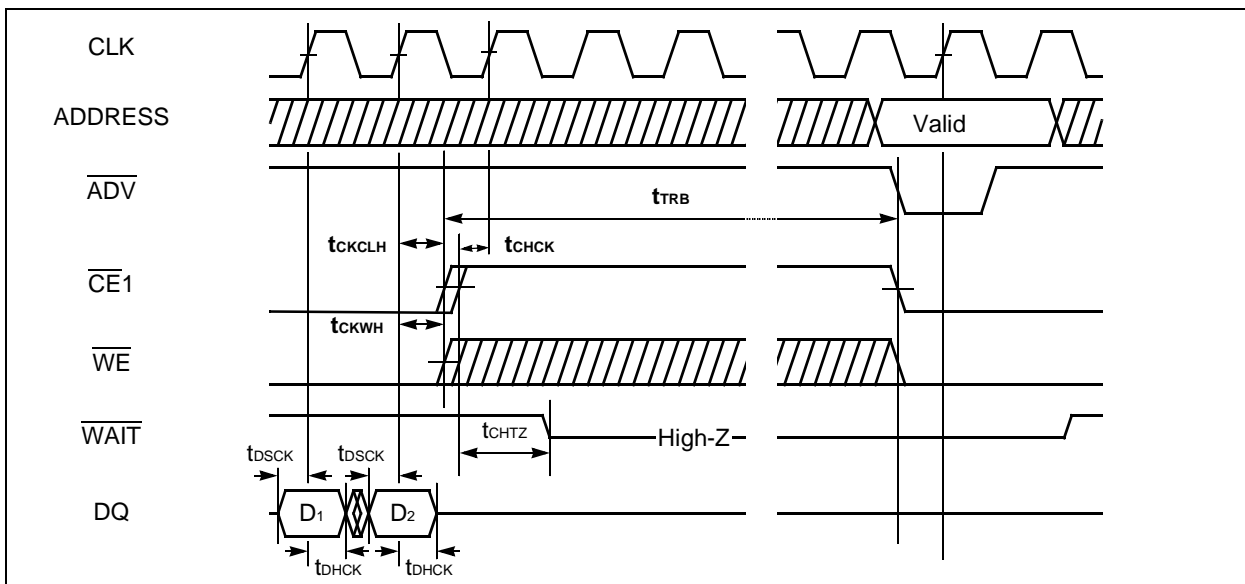 CLK
ADDRESS
Valid
ADV
tTRB
tCKCLH
tCHCK
CE1
tCKWH
WE
WAIT
tCHTZ
High-Z
tDSCK
tDSCK
DQ
D1
D2
tDHCK
tDHCK